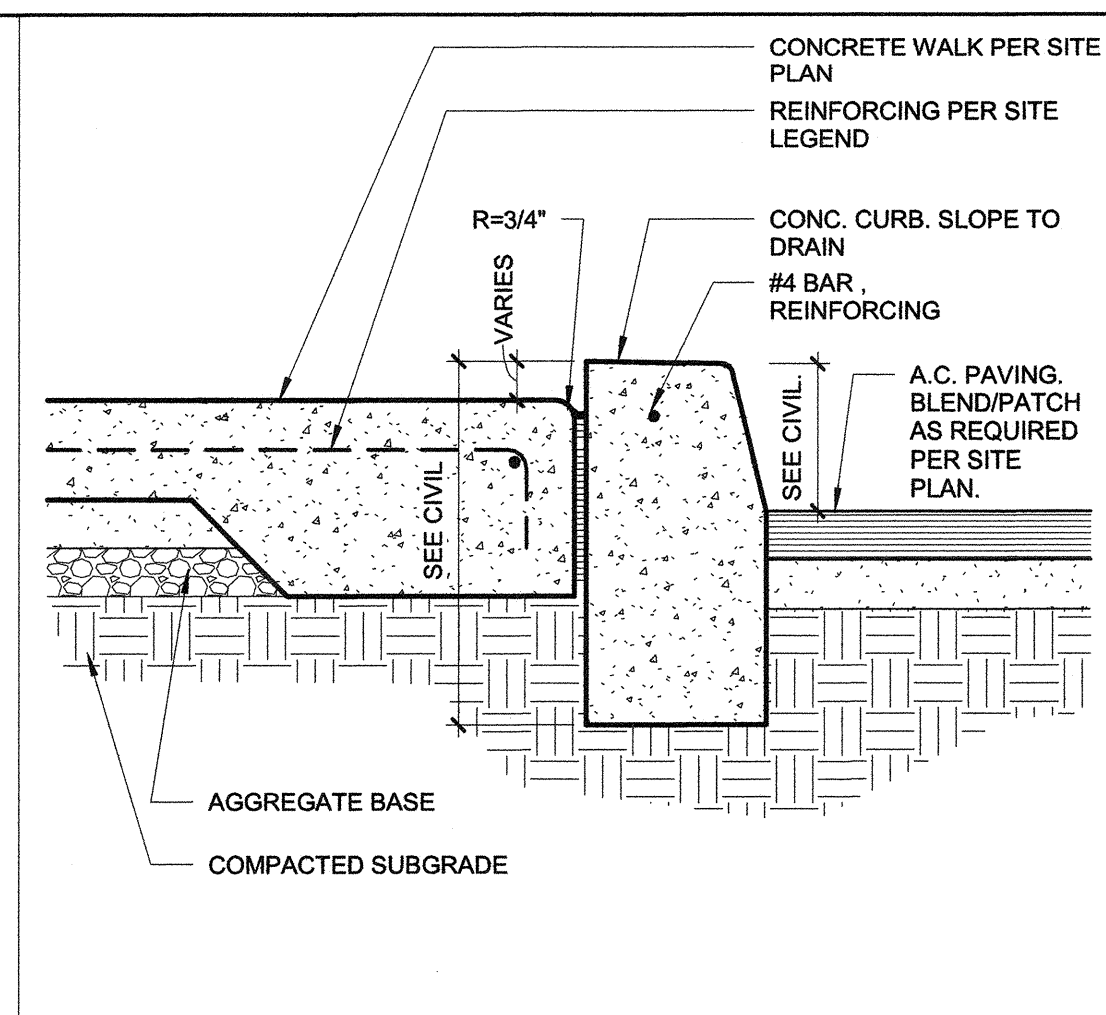 CONCRETE WALK PER SITE
PLAN
REINFORCING PER SITE
LEGEND
R=3/4"
CONC. CURB. SLOPE TO
DRAIN
VARIES
#4 BAR ,
REINFORCING
A.C. PAVING.
BLEND/PATCH
AS REQUIRED
PER SITE
PLAN.
SEE CIVIL.
SEE CIVIL
AGGREGATE BASE
COMPACTED SUBGRADE